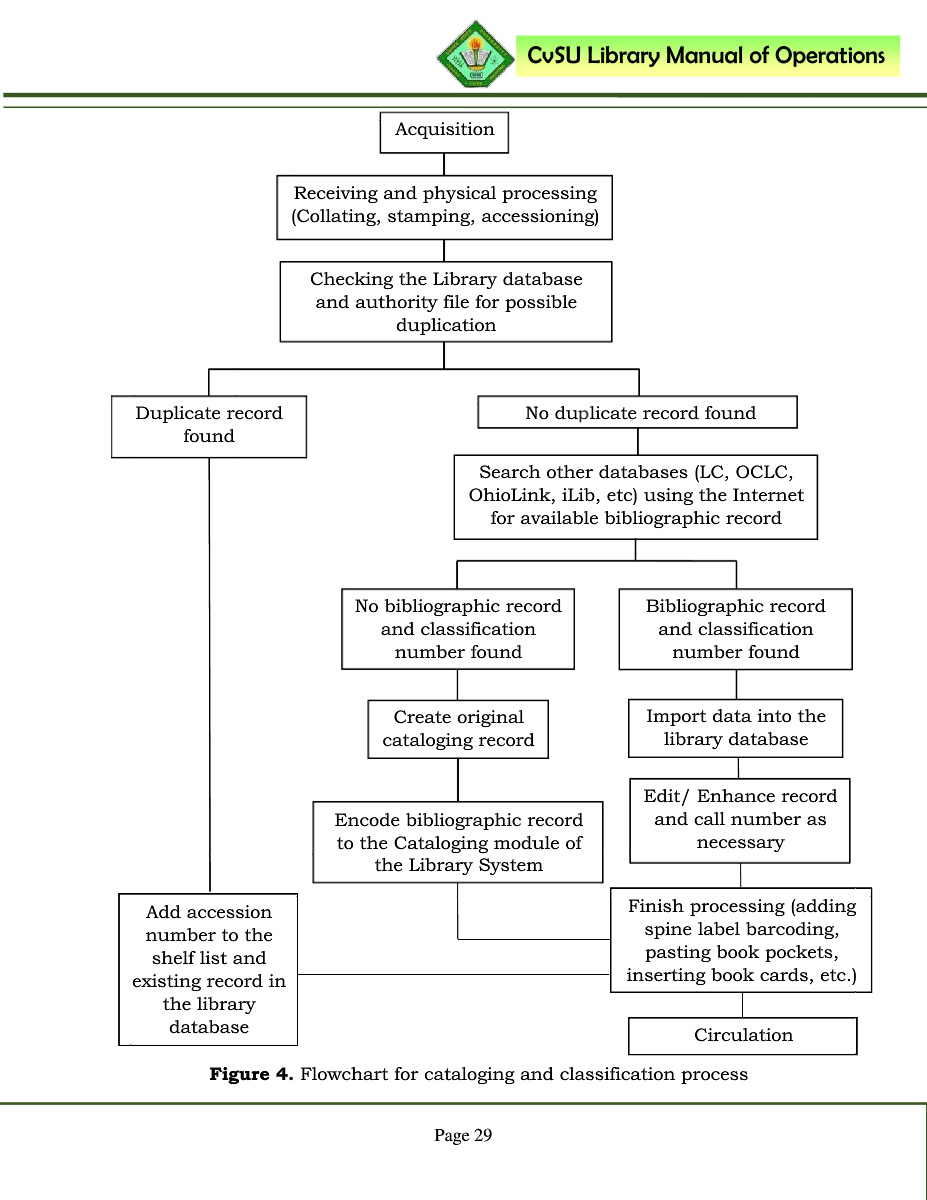 CvSU Library Manual of Operations
Acquisition
Receiving and physical processing
(Collating, stamping, accessioning)
Checking the Library database
and authority file for possible
duplication
Duplicate record
found
No duplicate record found
Search other databases (LC, OCLC,
OhioLink, iLib, etc) using the Internet
for available bibliographic record
No bibliographic record
and classification
number found
Bibliographic record
and classification
number found
Create original
cataloging record
Import data into the
library database
Encode bibliographic record
to the Cataloging module of
the Library System
Edit/ Enhance record
and call number as
necessary
Add accession
number to the
shelf list and
existing record in
the library
database
Finish processing (adding
spine label barcoding,
pasting book pockets,
inserting book cards, etc.)
Circulation
Figure 4. Flowchart for cataloging and classification process
Page 29